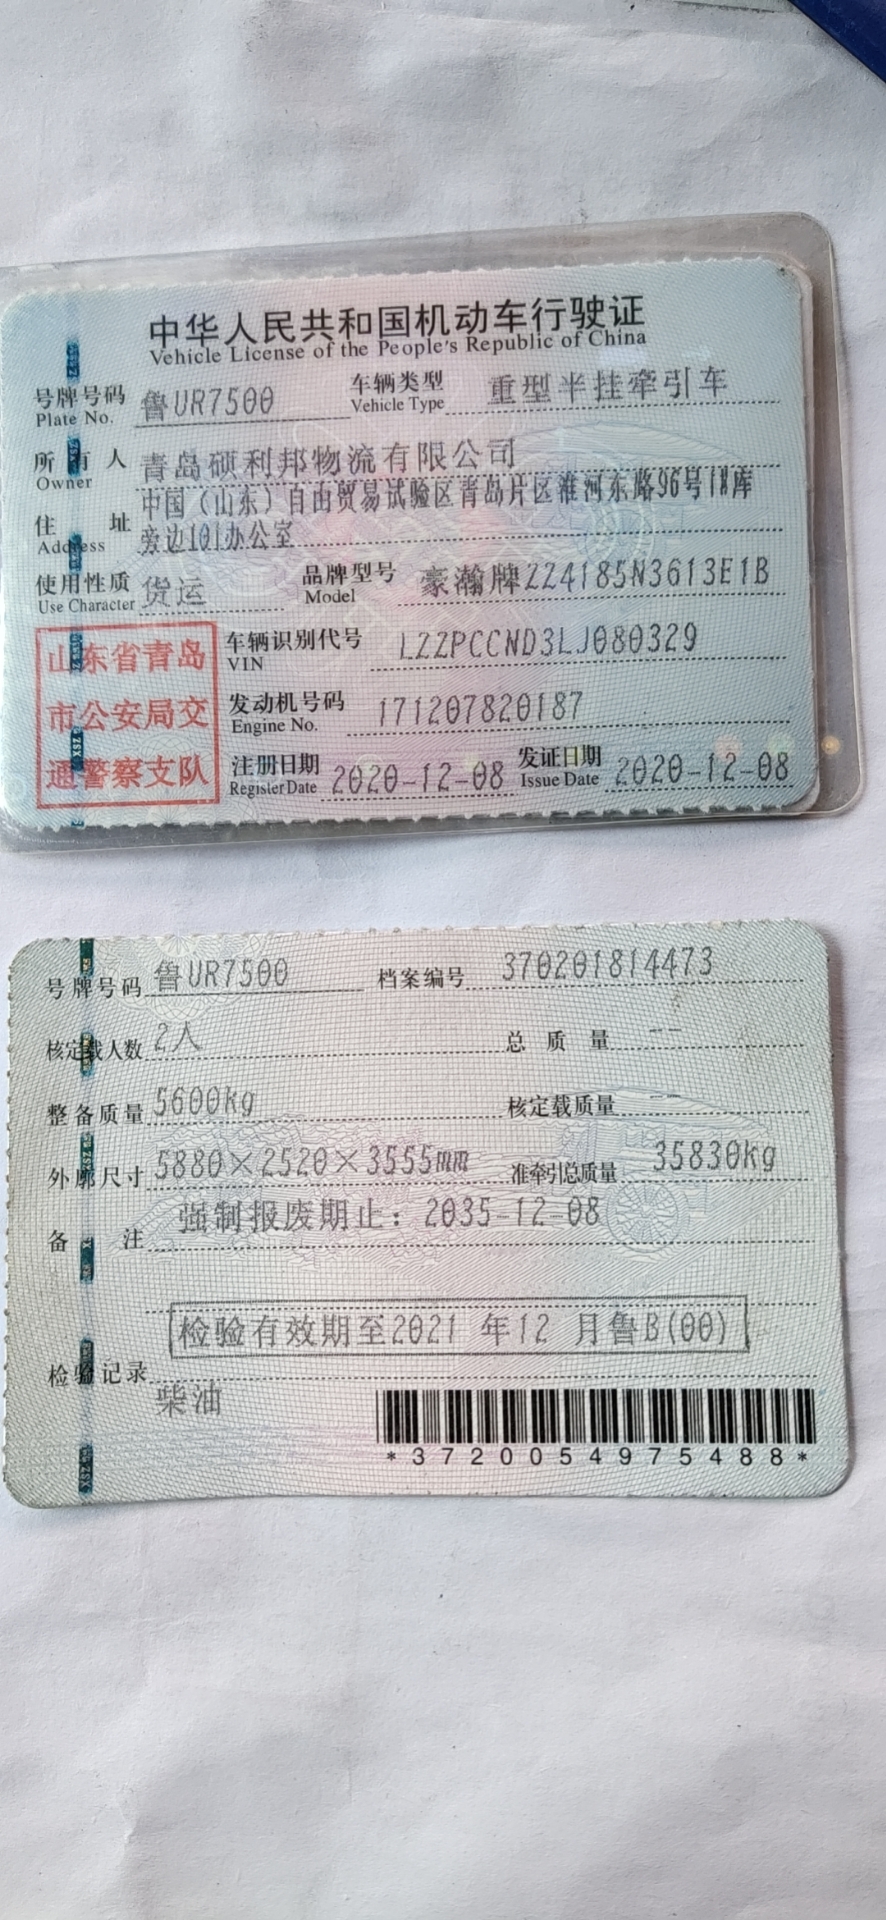 中华人民共和国机动车行驶证
Vehicle License of the People's Republic of China
号牌号码 鲁UR7500 车辆类型 重型半挂牵引车
Plate No. Vehicle Type
所有人 青岛硕利邦物流有限公司
Owner
住址 中国（山东）自由贸易试验区青岛片区淮河东路96号18库
Address 旁边101办公室
使用性质 货运 品牌型号 豪瀚牌ZZ4185N3613E1B
Use Character Model
山东省青岛
市公安局交
通警察支队
车辆识别代号 LZZPCCND3LJ080329
VIN
发动机号码 171207820187
Engine No.
注册日期 2020-12-08 发证日期 2020-12-08
Register Date Issue Date
号牌号码 鲁UR7500 档案编号 370201814473
核定载人数 2人 总质量 --
整备质量 5600kg 核定载质量 --
外廓尺寸 5880×2520×3555mm 准牵引总质量 35830kg
备注 强制报废期止：2035-12-08
检验有效期至2021 年12 月鲁B(00)
检验记录
柴油
*3720054975488*